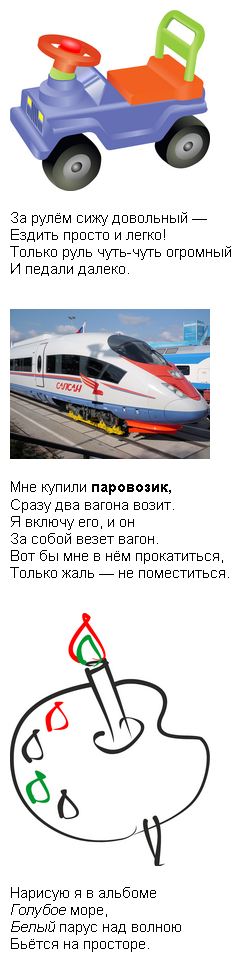 За рулём сижу довольный —
Ездить просто и легко!
Только руль чуть-чуть огромный
И педали далеко.
САПСАН
Мне купили паровозик,
Сразу два вагона возит.
Я включу его, и он
За собой везет вагон.
Вот бы мне в нём прокатиться,
Только жаль — не поместиться.
Нарисую я в альбоме
Голубое море,
Белый парус над волною
Бьётся на просторе.